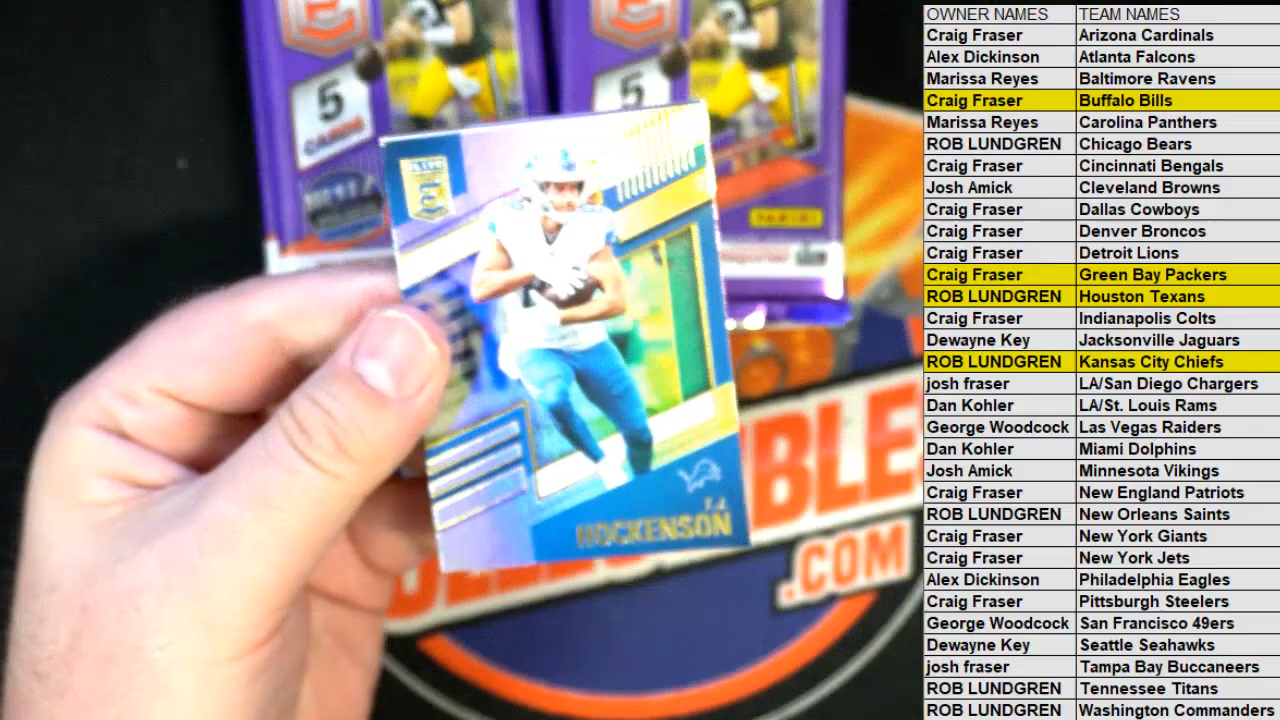 5
CARDS
5
PANINI
ELITE
T.J.
HOCKENSON
BLE
.COM
OWNER NAMES TEAM NAMES
Craig Fraser Arizona Cardinals
Alex Dickinson Atlanta Falcons
Marissa Reyes Baltimore Ravens
Craig Fraser Buffalo Bills
Marissa Reyes Carolina Panthers
ROB LUNDGREN Chicago Bears
Craig Fraser Cincinnati Bengals
Josh Amick Cleveland Browns
Craig Fraser Dallas Cowboys
Craig Fraser Denver Broncos
Craig Fraser Detroit Lions
Craig Fraser Green Bay Packers
ROB LUNDGREN Houston Texans
Craig Fraser Indianapolis Colts
Dewayne Key Jacksonville Jaguars
ROB LUNDGREN Kansas City Chiefs
josh fraser LA/San Diego Chargers
Dan Kohler LA/St. Louis Rams
George Woodcock Las Vegas Raiders
Dan Kohler Miami Dolphins
Josh Amick Minnesota Vikings
Craig Fraser New England Patriots
ROB LUNDGREN New Orleans Saints
Craig Fraser New York Giants
Craig Fraser New York Jets
Alex Dickinson Philadelphia Eagles
Craig Fraser Pittsburgh Steelers
George Woodcock San Francisco 49ers
Dewayne Key Seattle Seahawks
josh fraser Tampa Bay Buccaneers
ROB LUNDGREN Tennessee Titans
ROB LUNDGREN Washington Commanders